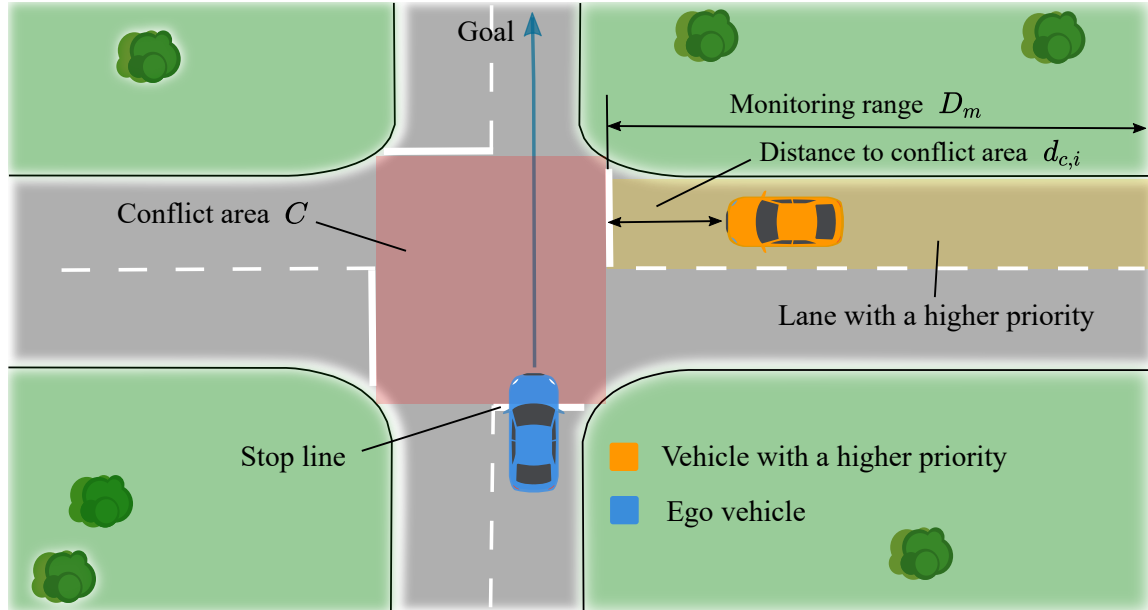 Goal
Monitoring range D_m
Distance to conflict area d_{c,i}
Conflict area C
Lane with a higher priority
Stop line
Vehicle with a higher priority
Ego vehicle